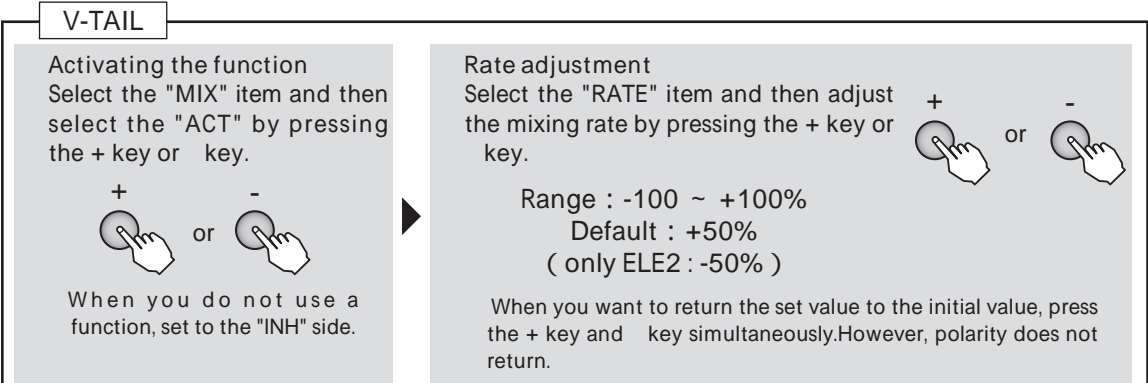 V-TAIL
Activating the function
Select the "MIX" item and then
select the "ACT" by pressing
the + key or key.
+ -
or
When you do not use a
function, set to the "INH" side.
Rate adjustment
Select the "RATE" item and then adjust
the mixing rate by pressing the + key or
key.
+ -
or
Range : -100 ~ +100%
Default : +50%
( only ELE2 : -50% )
When you want to return the set value to the initial value, press
the + key and key simultaneously.However, polarity does not
return.